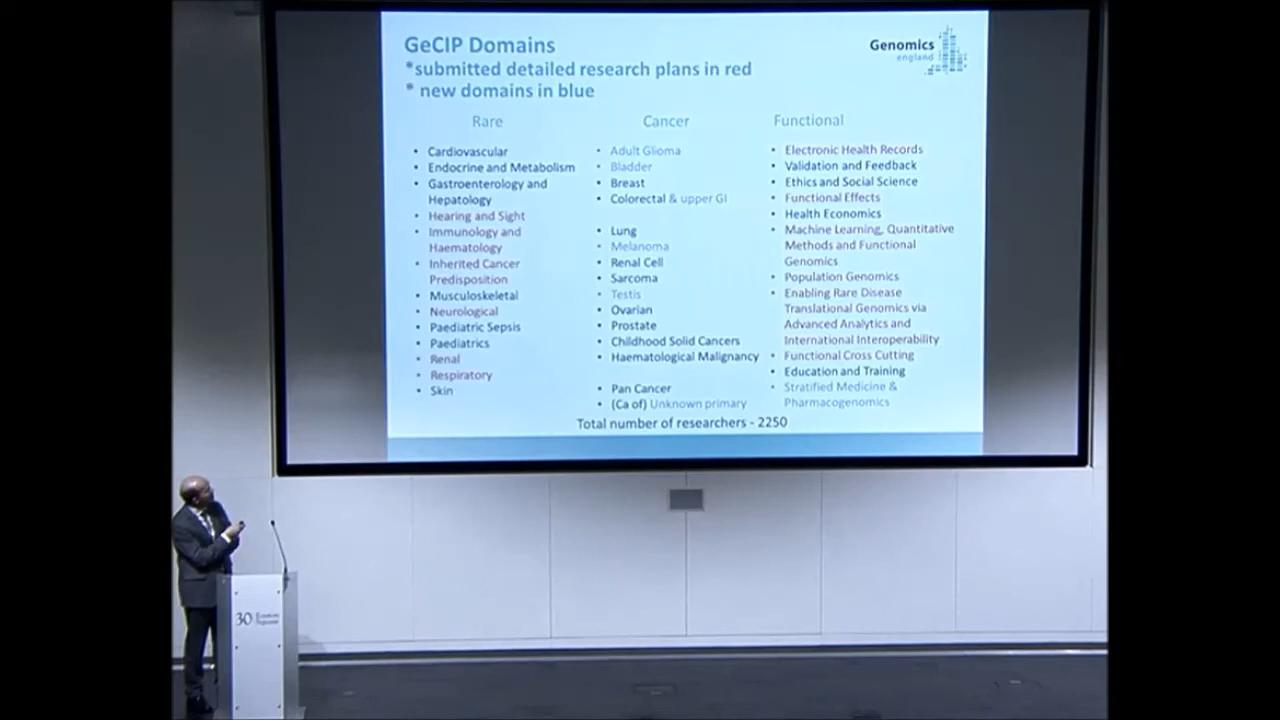 GeCIP Domains
*submitted detailed research plans in red
* new domains in blue
Genomics
england
Rare
• Cardiovascular
• Endocrine and Metabolism
• Gastroenterology and
Hepatology
• Hearing and Sight
• Immunology and
Haematology
• Inherited Cancer
Predisposition
• Musculoskeletal
• Neurological
• Paediatric Sepsis
• Paediatrics
• Renal
• Respiratory
• Skin
Cancer
• Adult Glioma
• Bladder
• Breast
• Colorectal & upper GI
• Lung
• Melanoma
• Renal Cell
• Sarcoma
• Testis
• Ovarian
• Prostate
• Childhood Solid Cancers
• Haematological Malignancy
• Pan Cancer
• (Ca of) Unknown primary
Functional
• Electronic Health Records
• Validation and Feedback
• Ethics and Social Science
• Functional Effects
• Health Economics
• Machine Learning, Quantitative
Methods and Functional
Genomics
• Population Genomics
• Enabling Rare Disease
Translational Genomics via
Advanced Analytics and
International Interoperability
• Functional Cross Cutting
• Education and Training
• Stratified Medicine &
Pharmacogenomics
Total number of researchers - 2250
30